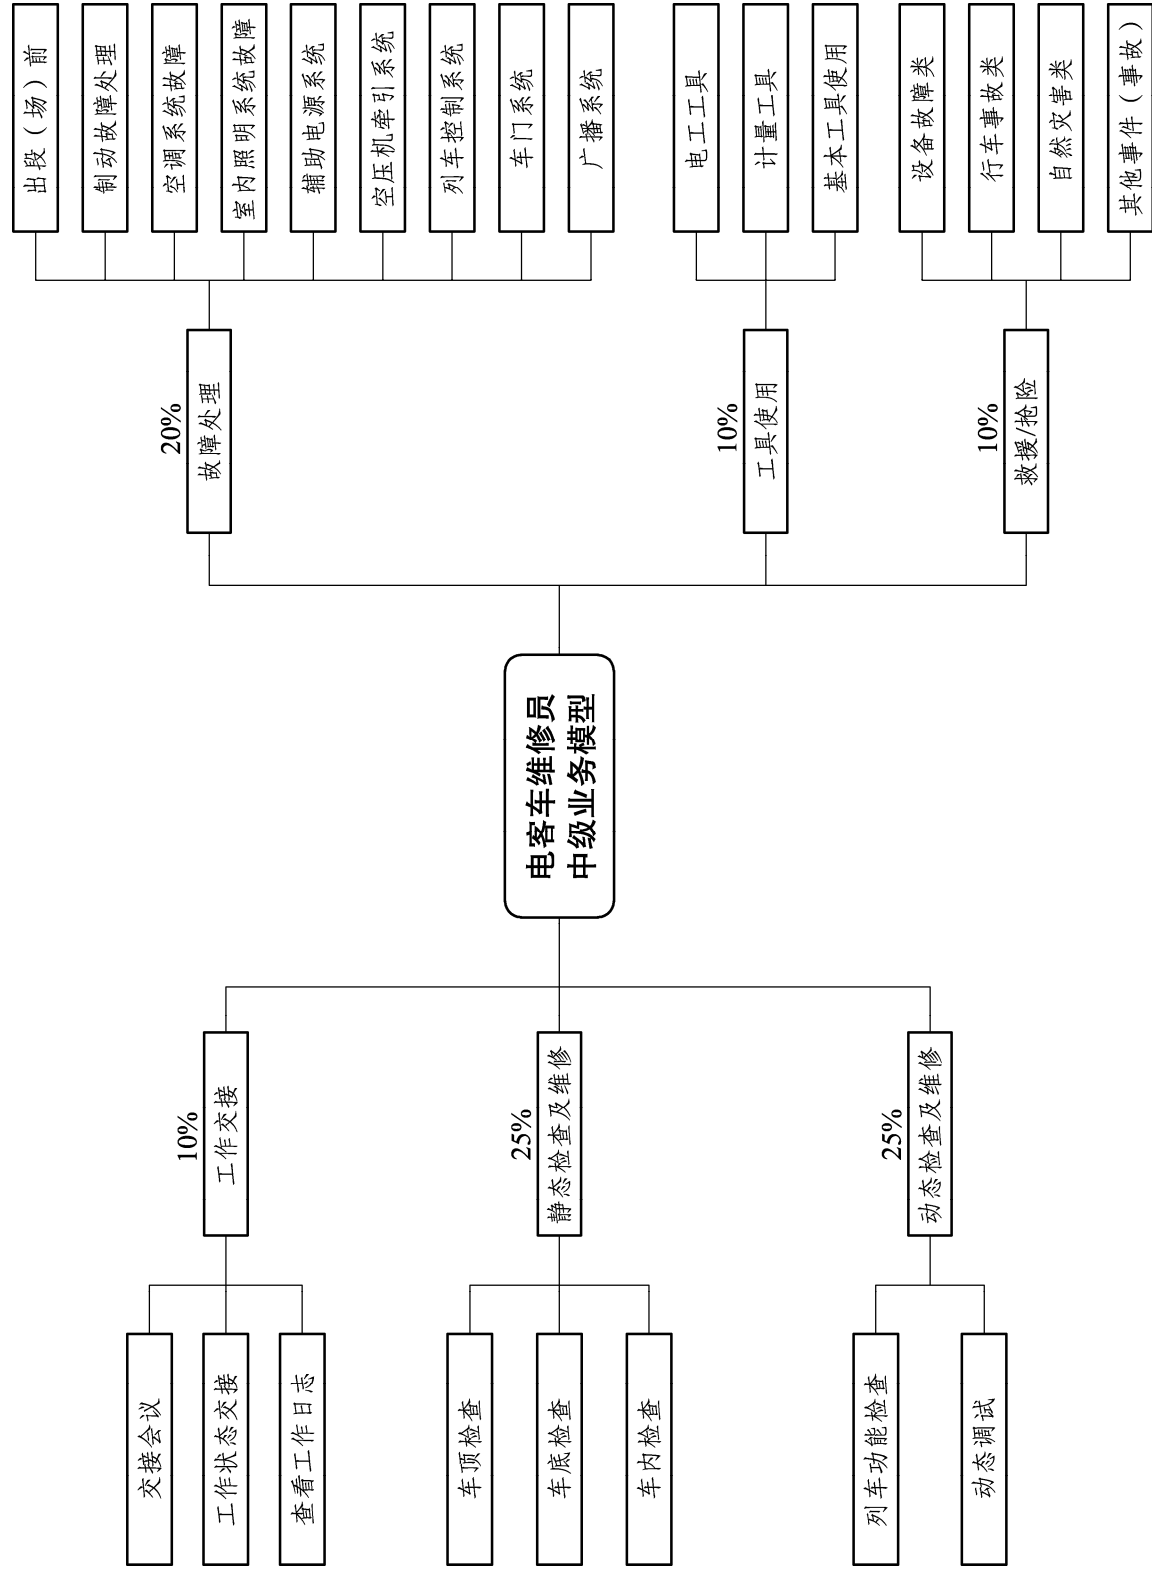 电客车维修员
中级业务模型
10%
工作交接
交接会议
工作状态交接
查看工作日志
25%
静态检查及维修
车顶检查
车底检查
车内检查
25%
动态检查及维修
列车功能检查
动态调试
20%
故障处理
出段（场）前
制动故障处理
空调系统故障
室内照明系统故障
辅助电源系统
空压机牵引系统
列车控制系统
车门系统
广播系统
10%
工具使用
电工工具
计量工具
基本工具使用
10%
救援/抢险
设备故障类
行车事故类
自然灾害类
其他事件（事故）